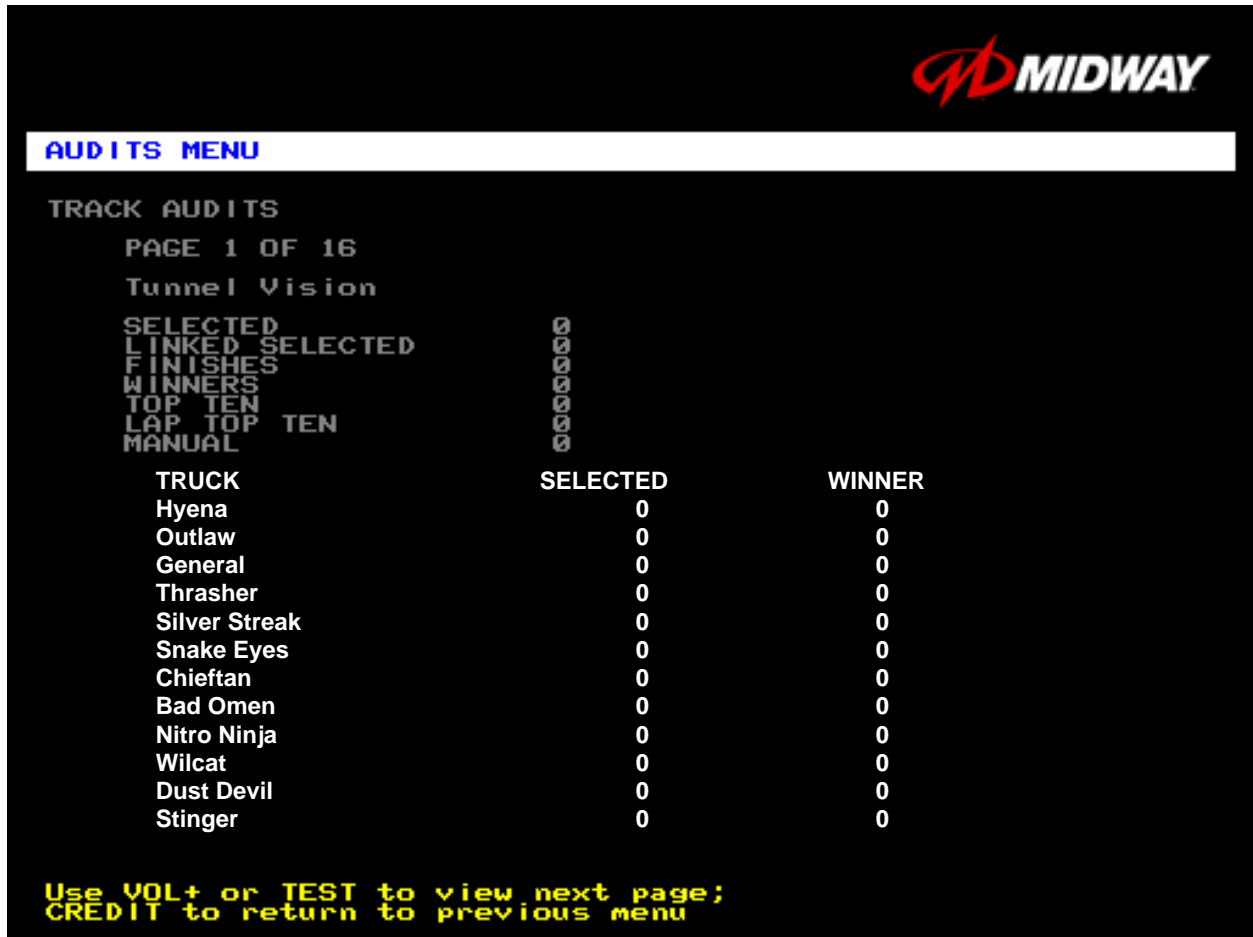 MIDWAY
AUDITS MENU
TRACK AUDITS
PAGE 1 OF 16
Tunnel Vision
SELECTED 0
LINKED SELECTED 0
FINISHES 0
WINNERS 0
TOP TEN 0
LAP TOP TEN 0
MANUAL 0
TRUCK SELECTED WINNER
Hyena 0 0
Outlaw 0 0
General 0 0
Thrasher 0 0
Silver Streak 0 0
Snake Eyes 0 0
Chieftan 0 0
Bad Omen 0 0
Nitro Ninja 0 0
Wilcat 0 0
Dust Devil 0 0
Stinger 0 0
Use VOL+ or TEST to view next page;
CREDIT to return to previous menu